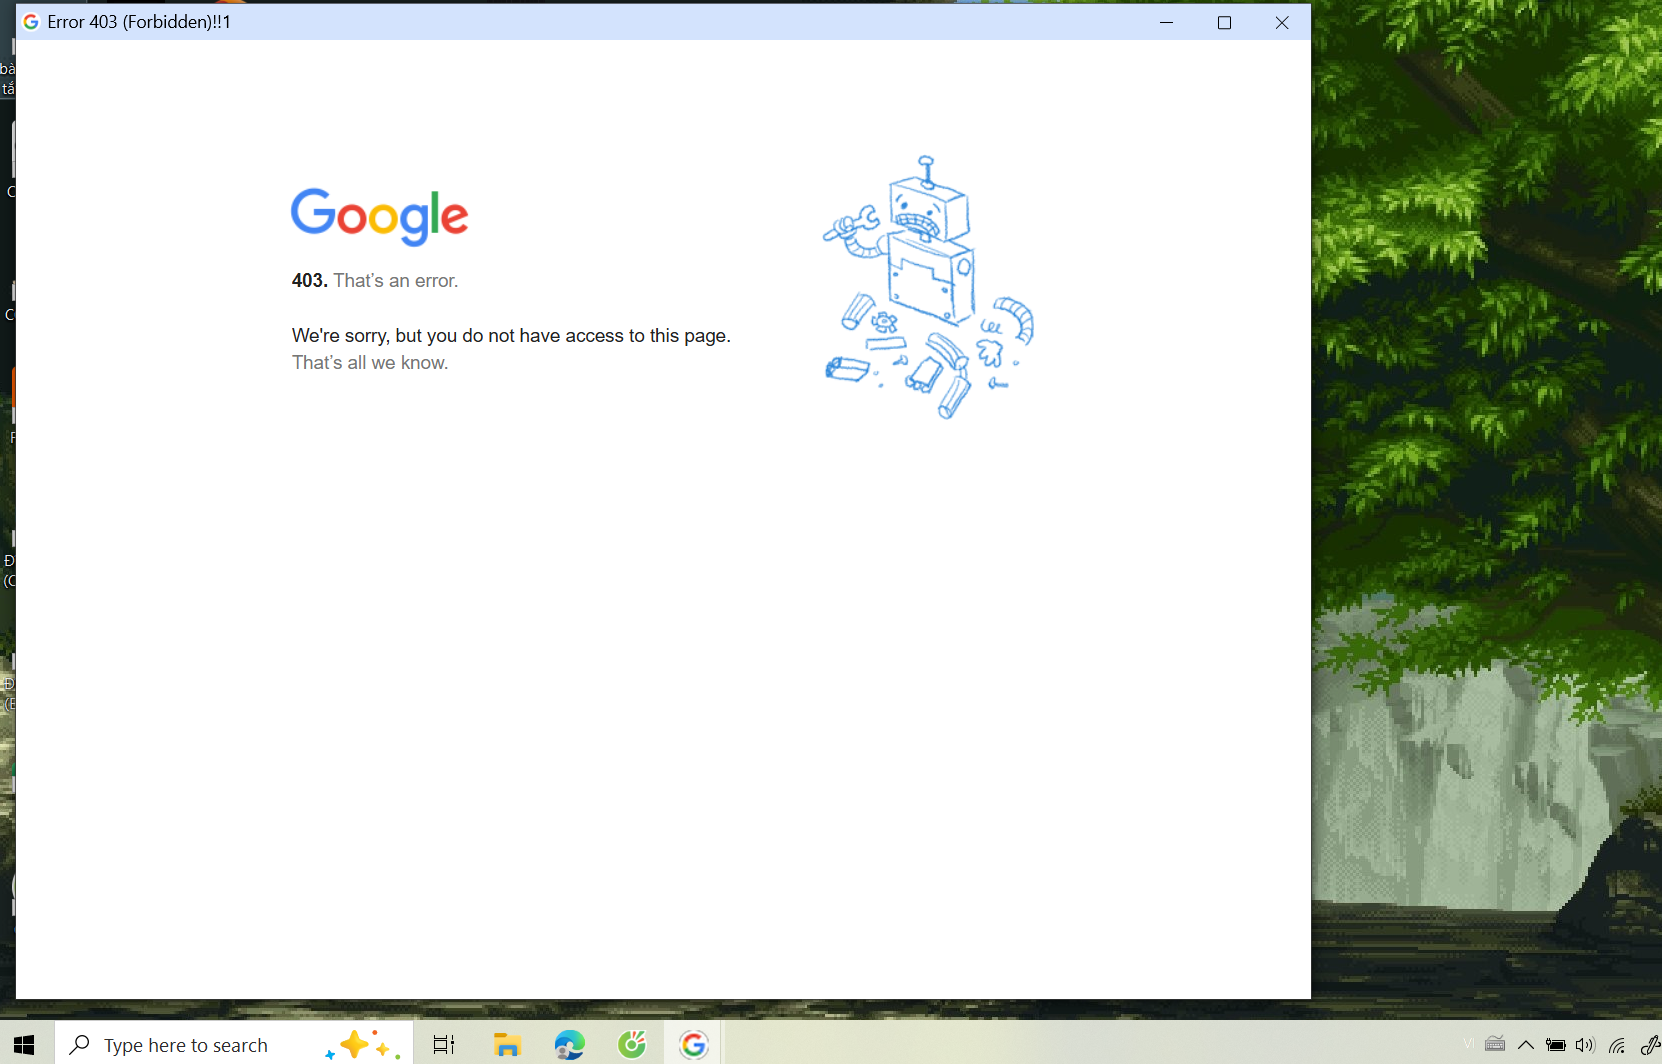 Error 403 (Forbidden)!!1
Google
403. That’s an error.
We're sorry, but you do not have access to this page.
That’s all we know.
Type here to search
VI